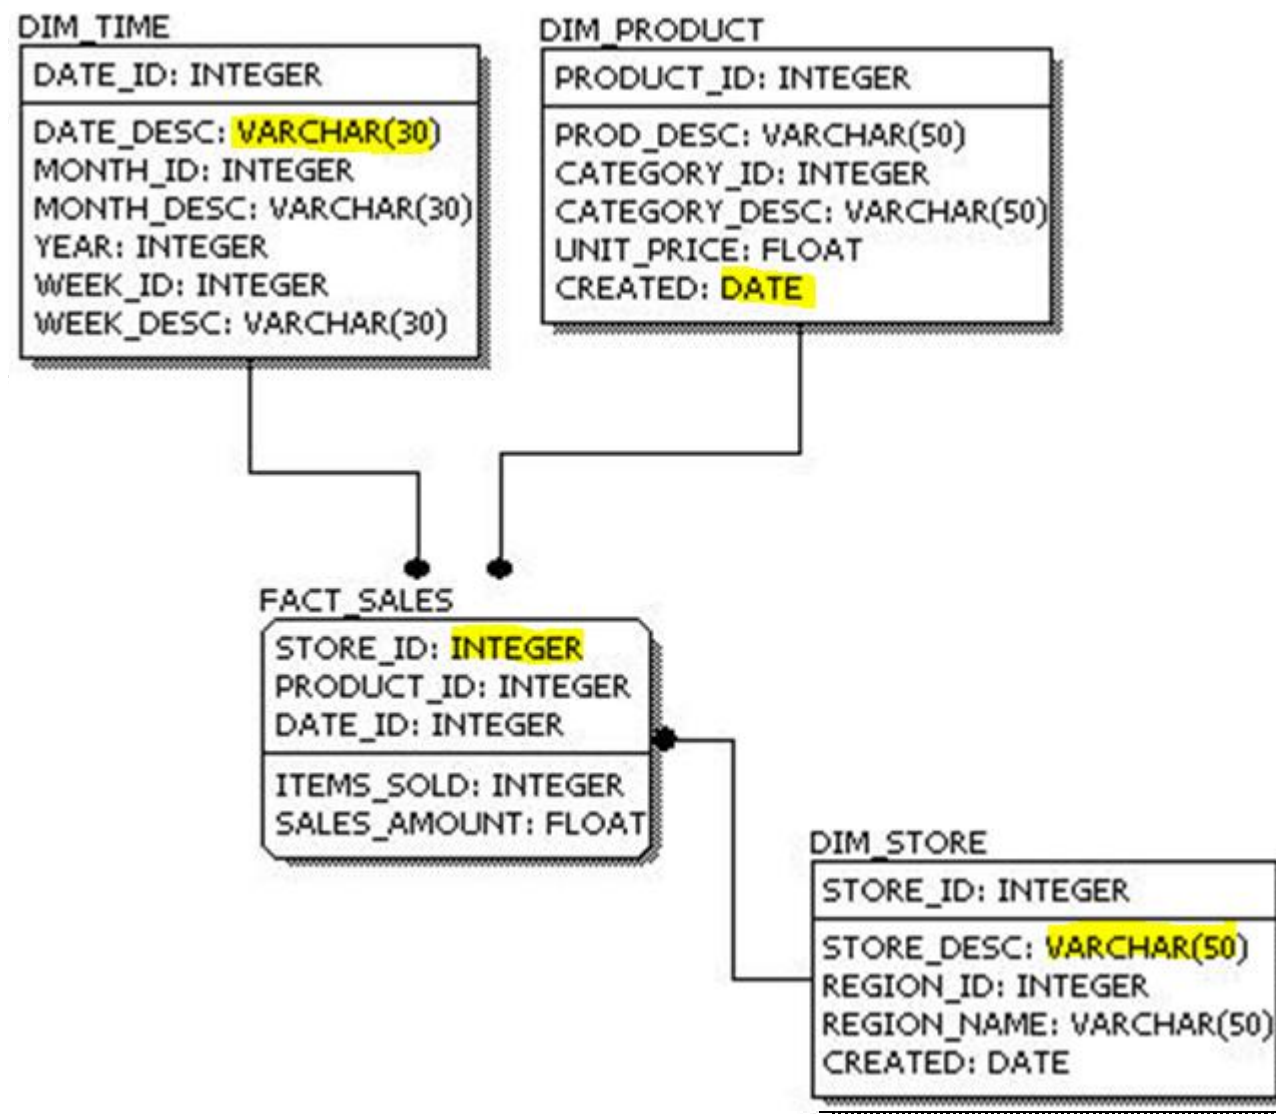 DIM_TIME
DATE_ID: INTEGER
DATE_DESC: VARCHAR(30)
MONTH_ID: INTEGER
MONTH_DESC: VARCHAR(30)
YEAR: INTEGER
WEEK_ID: INTEGER
WEEK_DESC: VARCHAR(30)
DIM_PRODUCT
PRODUCT_ID: INTEGER
PROD_DESC: VARCHAR(50)
CATEGORY_ID: INTEGER
CATEGORY_DESC: VARCHAR(50)
UNIT_PRICE: FLOAT
CREATED: DATE
FACT_SALES
STORE_ID: INTEGER
PRODUCT_ID: INTEGER
DATE_ID: INTEGER
ITEMS_SOLD: INTEGER
SALES_AMOUNT: FLOAT
DIM_STORE
STORE_ID: INTEGER
STORE_DESC: VARCHAR(50)
REGION_ID: INTEGER
REGION_NAME: VARCHAR(50)
CREATED: DATE